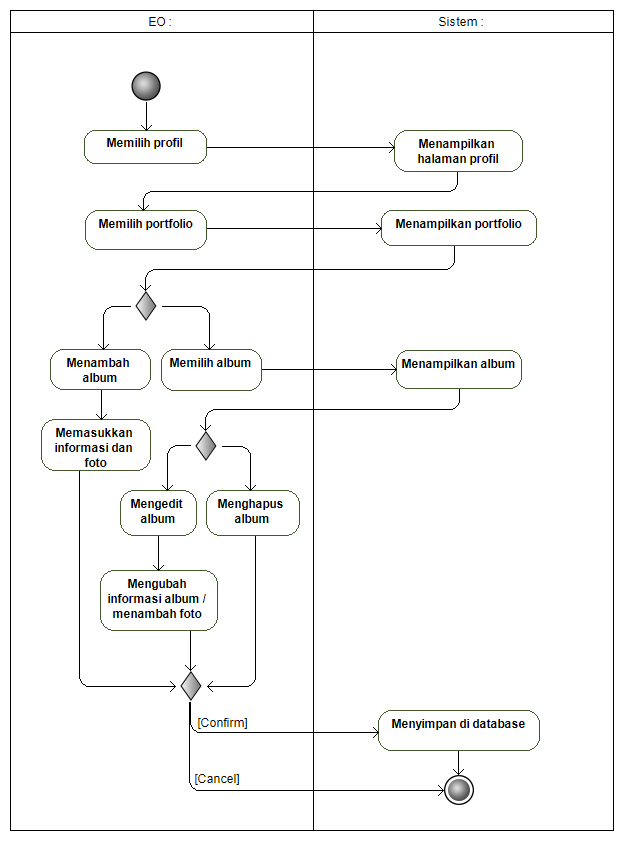 EO :
Sistem :
Memilih profil
Menampilkan
halaman profil
Memilih portfolio
Menampilkan portfolio
Menambah
album
Memilih album
Menampilkan album
Memasukkan
informasi dan
foto
Mengedit
album
Menghapus
album
Mengubah
informasi album /
menambah foto
[Confirm]
Menyimpan di database
[Cancel]